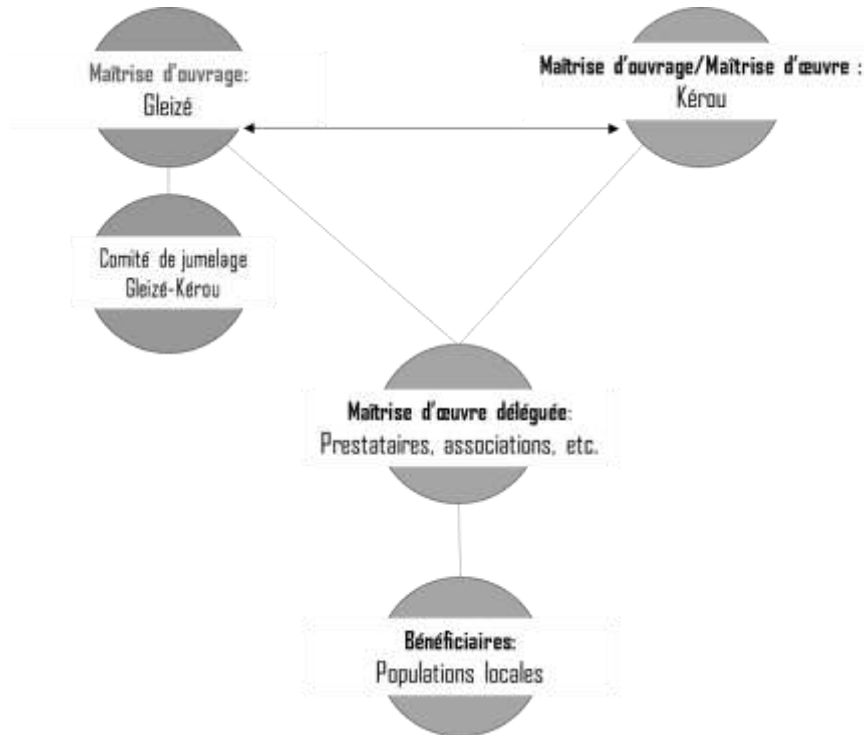 Maîtrise d'ouvrage:
Gleizé
Maîtrise d'ouvrage/Maîtrise d'œuvre :
Kérou
Comité de jumelage
Gleizé-Kérou
Maîtrise d'œuvre déléguée:
Prestataires, associations, etc.
Bénéficiaires:
Populations locales